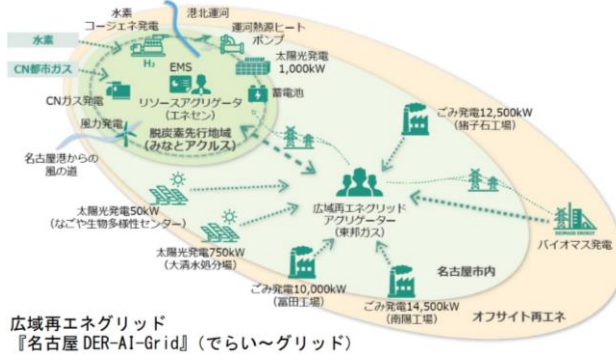 水素
コージェネ発電
港北運河
運河熱源ヒート
ポンプ
水素
H₂
太陽光発電
1,000kW
CN都市ガス
EMS
CNガス発電
リソースアグリゲータ
(エネセン)
蓄電池
風力発電
脱炭素先行地域
(みなとアクルス)
名古屋港からの
風の道
ごみ発電12,500kW
(猪子石工場)
太陽光発電50kW
(なごや生物多様性センター)
広域再エネグリッド
アグリゲーター
(東邦ガス)
太陽光発電750kW
(大清水処分場)
BIOMASS ENERGY
バイオマス発電
名古屋市内
ごみ発電10,000kW
(富田工場)
ごみ発電14,500kW
(南陽工場)
オフサイト再エネ
広域再エネグリッド
『名古屋 DER-AI-Grid』(でらい~グリッド)